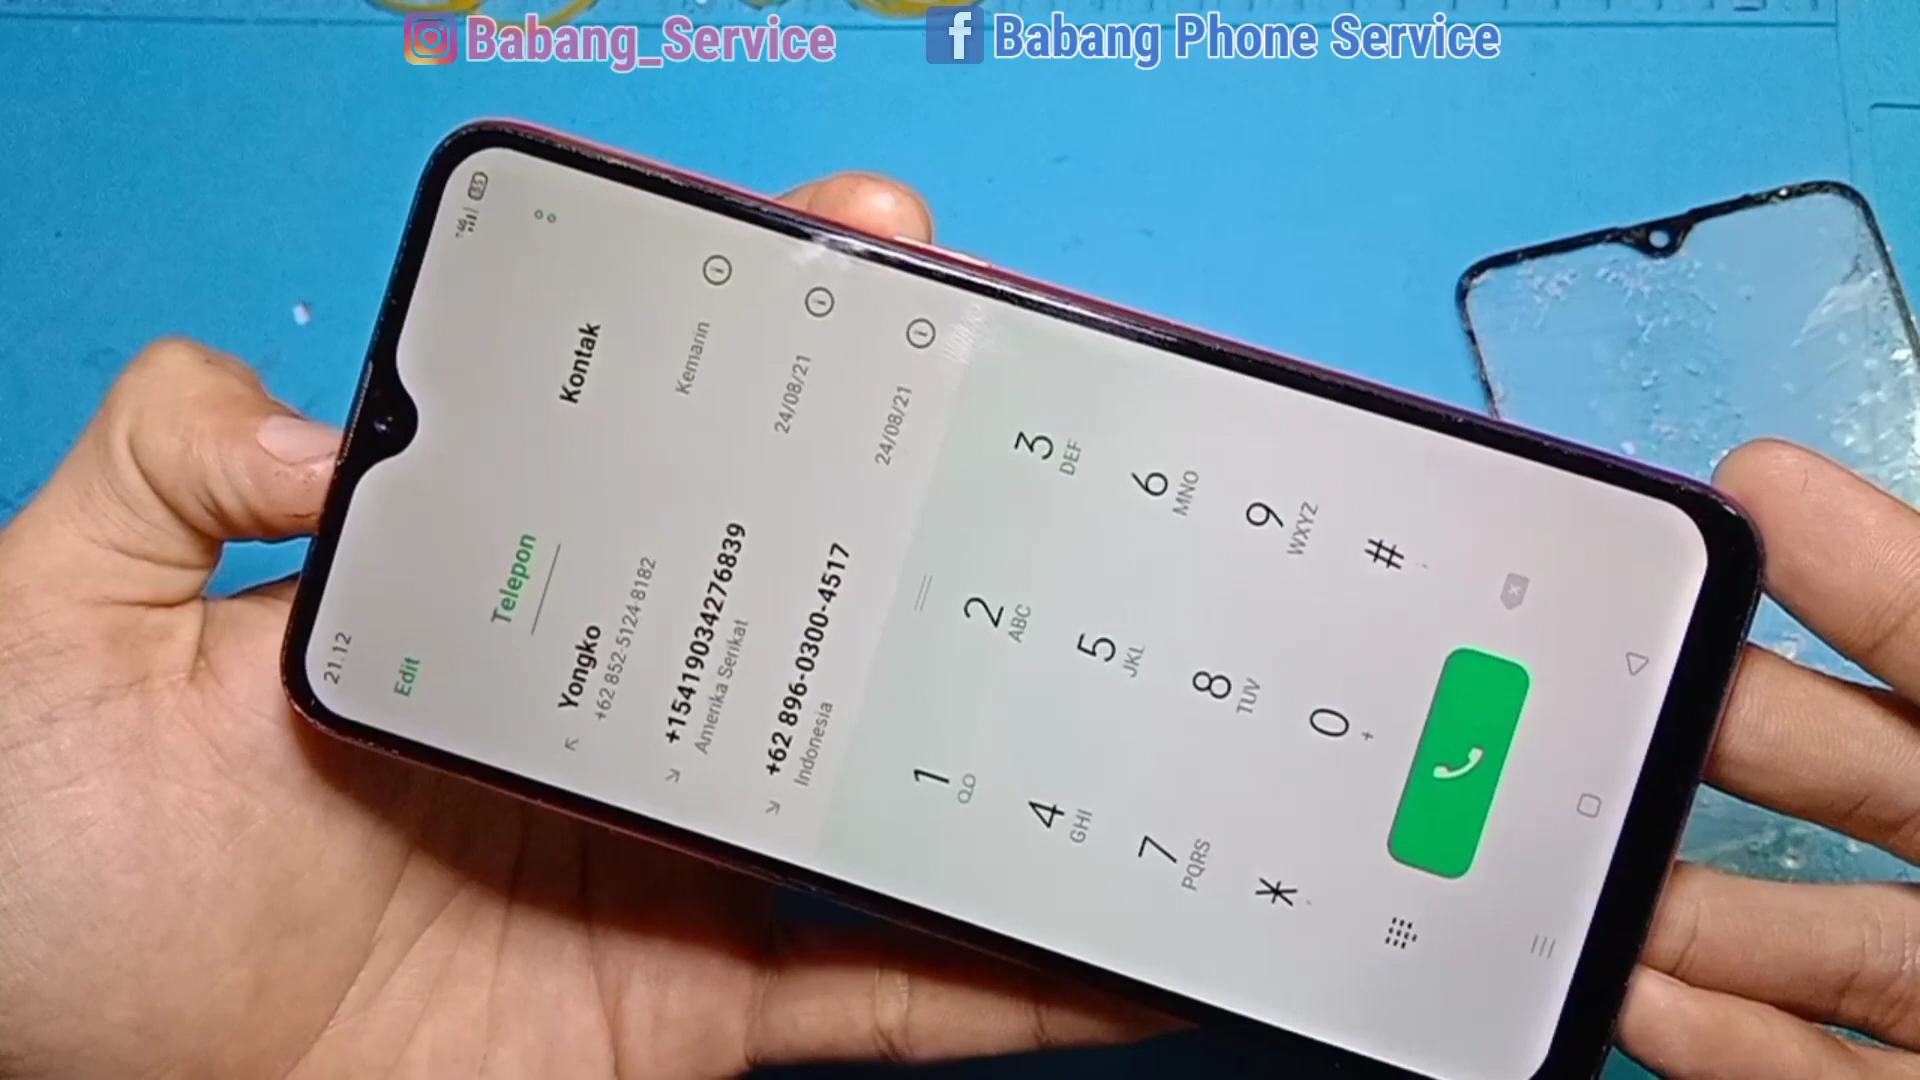 Babang_Service
Babang Phone Service
21.12
Edit
Telepon
Kontak
Yongko
+62 852-5124-8182
Kemarin
+15419034276839
Amerika Serikat
24/08/21
+62 896-0300-4517
Indonesia
24/08/21
1
2 ABC
3 DEF
4 GHI
5 JKL
6 MNO
7 PQRS
8 TUV
9 WXYZ
*
0 +
#